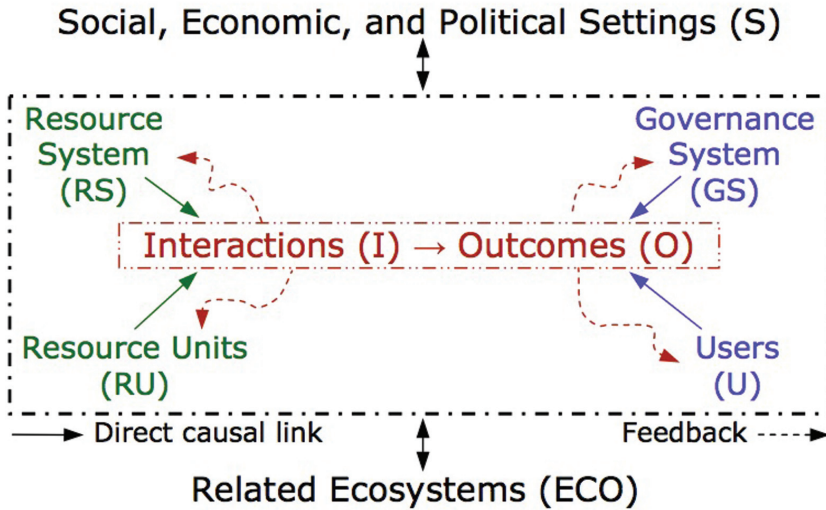 Social, Economic, and Political Settings (S)
Resource
System
(RS)
Governance
System
(GS)
Interactions (I) → Outcomes (O)
Resource Units
(RU)
Users
(U)
Direct causal link
Feedback
Related Ecosystems (ECO)